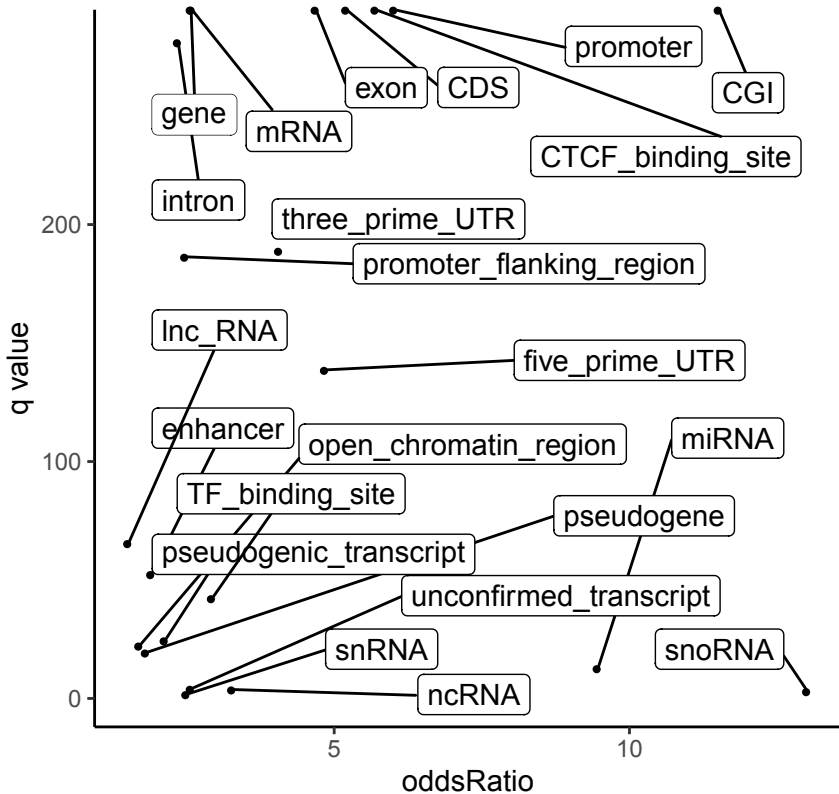 promoter
exon
CDS
CGI
gene
mRNA
CTCF_binding_site
intron
three_prime_UTR
200
promoter_flanking_region
lnc_RNA
five_prime_UTR
q value
enhancer
open_chromatin_region
miRNA
100
TF_binding_site
pseudogene
pseudogenic_transcript
unconfirmed_transcript
snRNA
snoRNA
ncRNA
0
5
10
oddsRatio